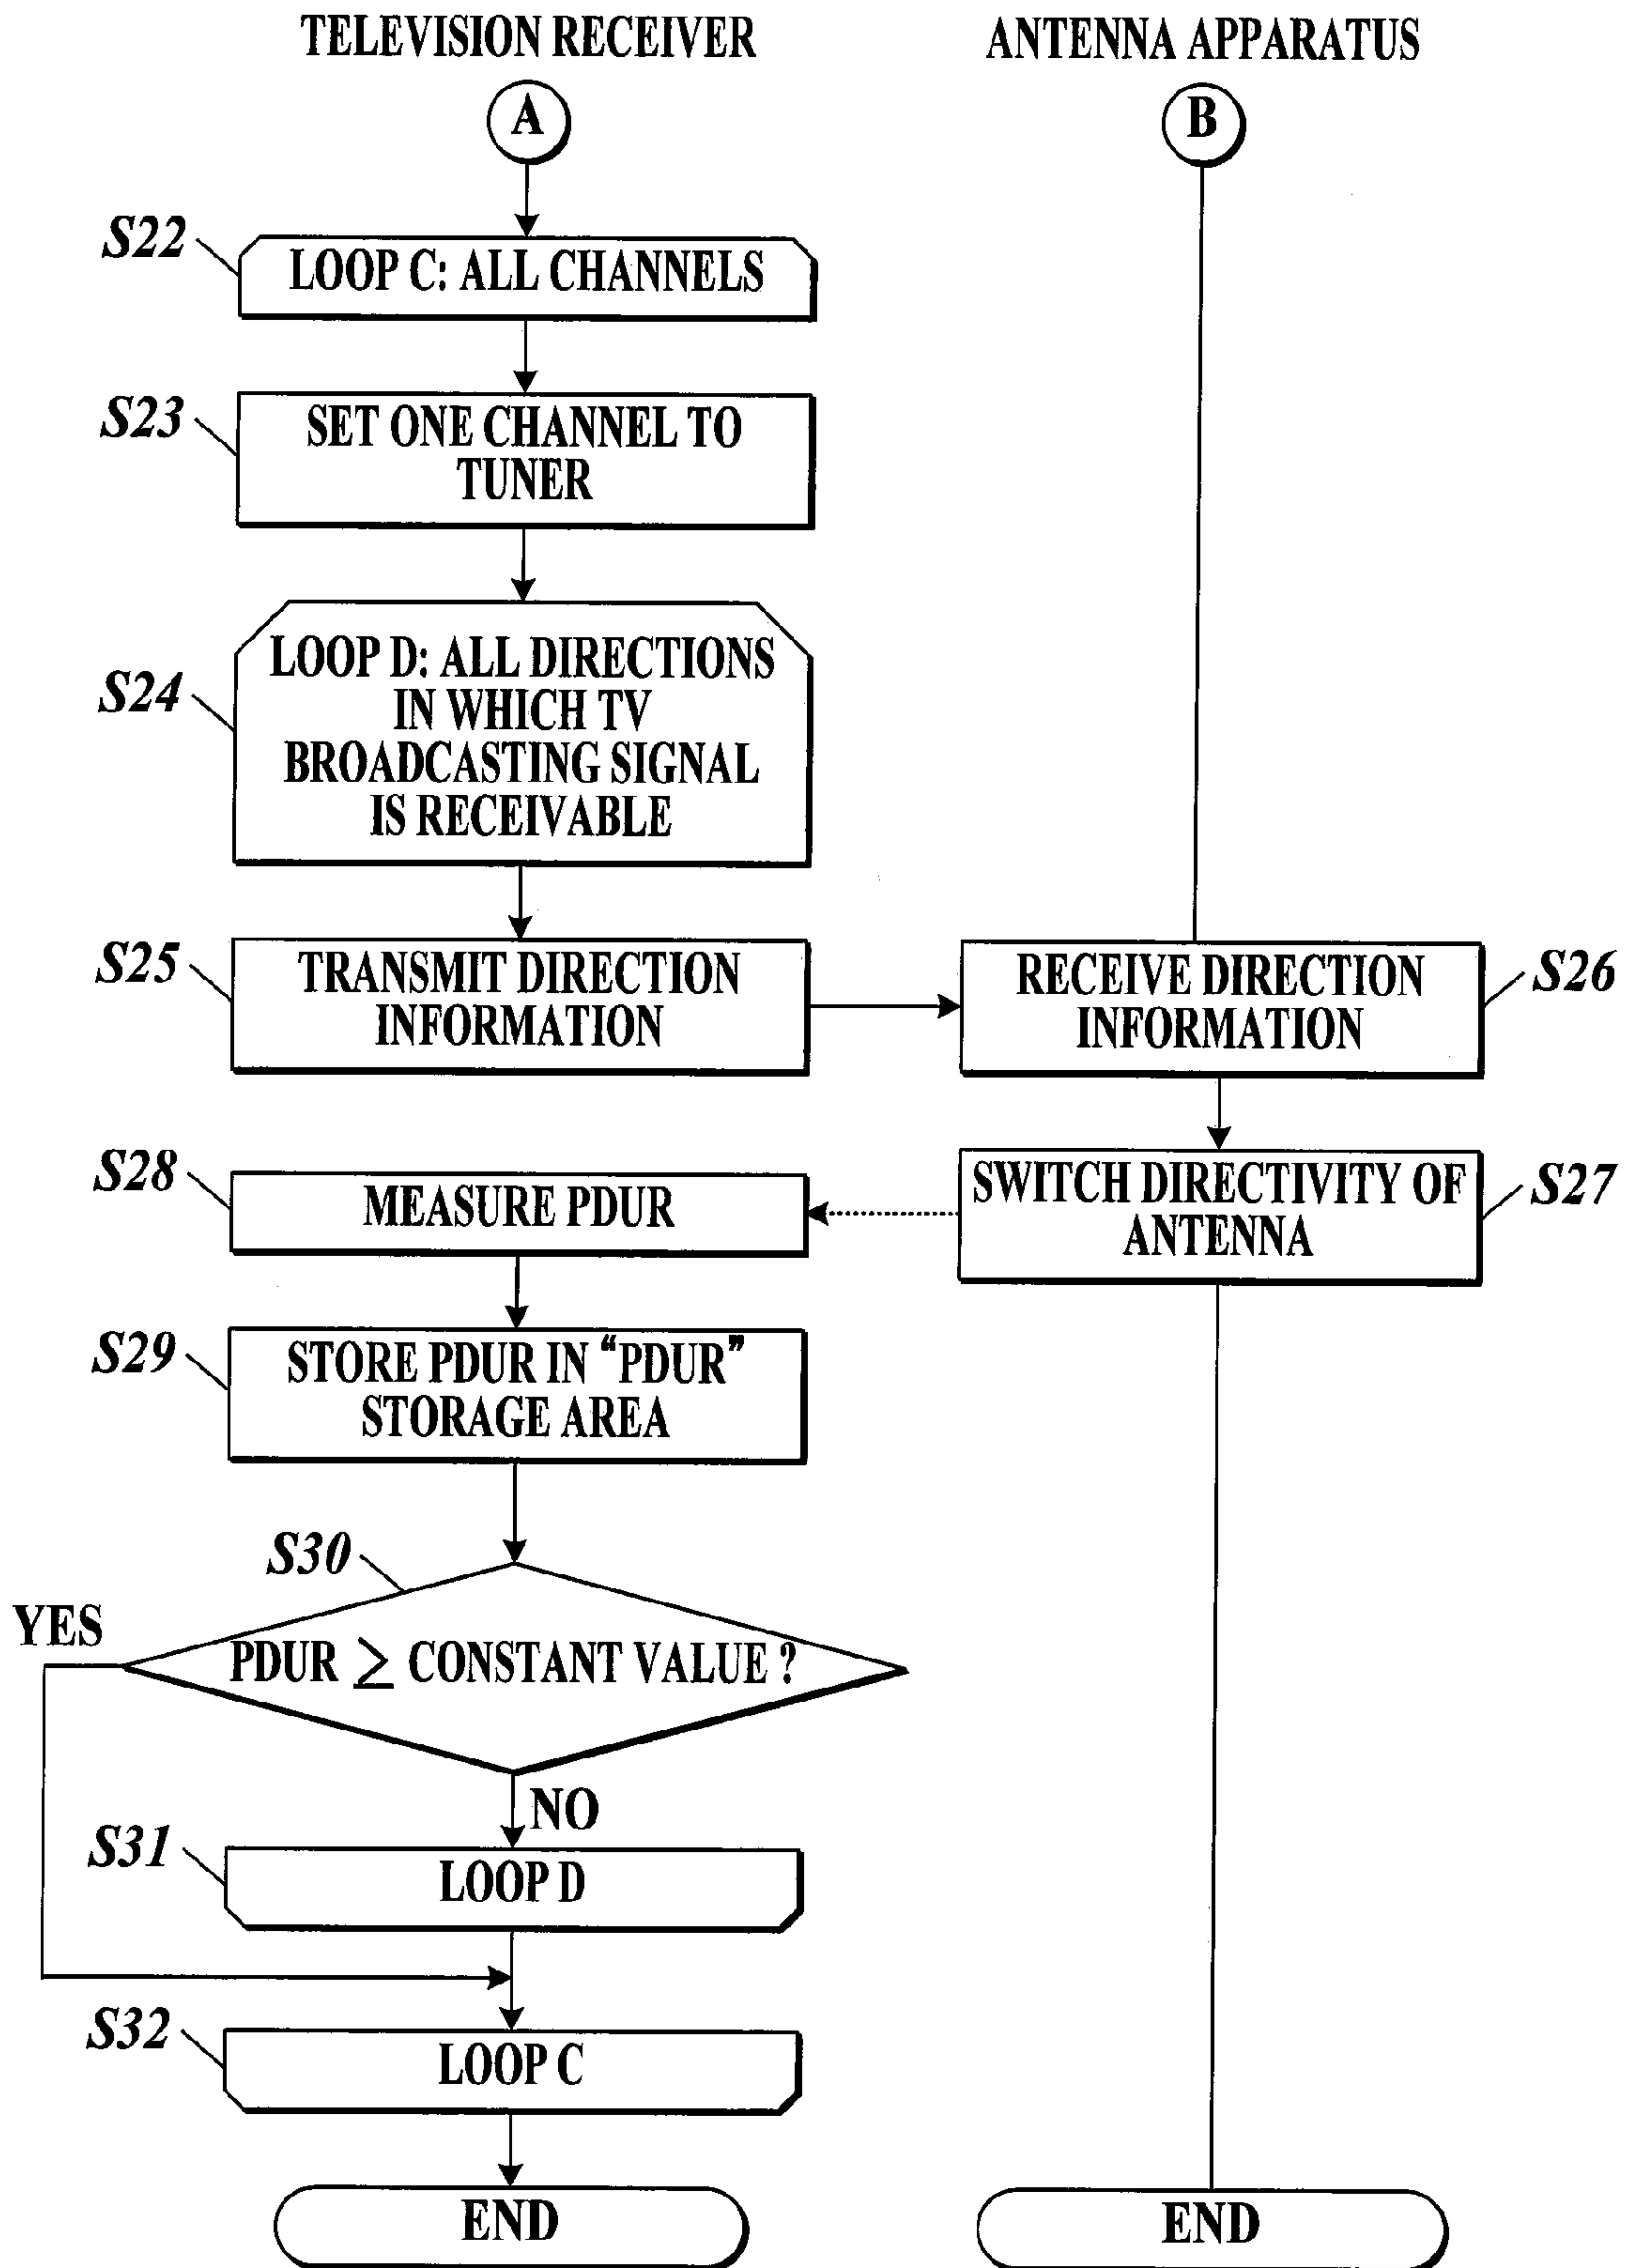 TELEVISION RECEIVER
ANTENNA APPARATUS
A
B
S22
LOOP C: ALL CHANNELS
S23
SET ONE CHANNEL TO
TUNER
S24
LOOP D: ALL DIRECTIONS
IN WHICH TV
BROADCASTING SIGNAL
IS RECEIVABLE
S25
TRANSMIT DIRECTION
INFORMATION
RECEIVE DIRECTION
INFORMATION
S26
S28
MEASURE PDUR
SWITCH DIRECTIVITY OF
ANTENNA
S27
S29
STORE PDUR IN “PDUR”
STORAGE AREA
S30
YES
PDUR ≥ CONSTANT VALUE ?
NO
S31
LOOP D
S32
LOOP C
END
END